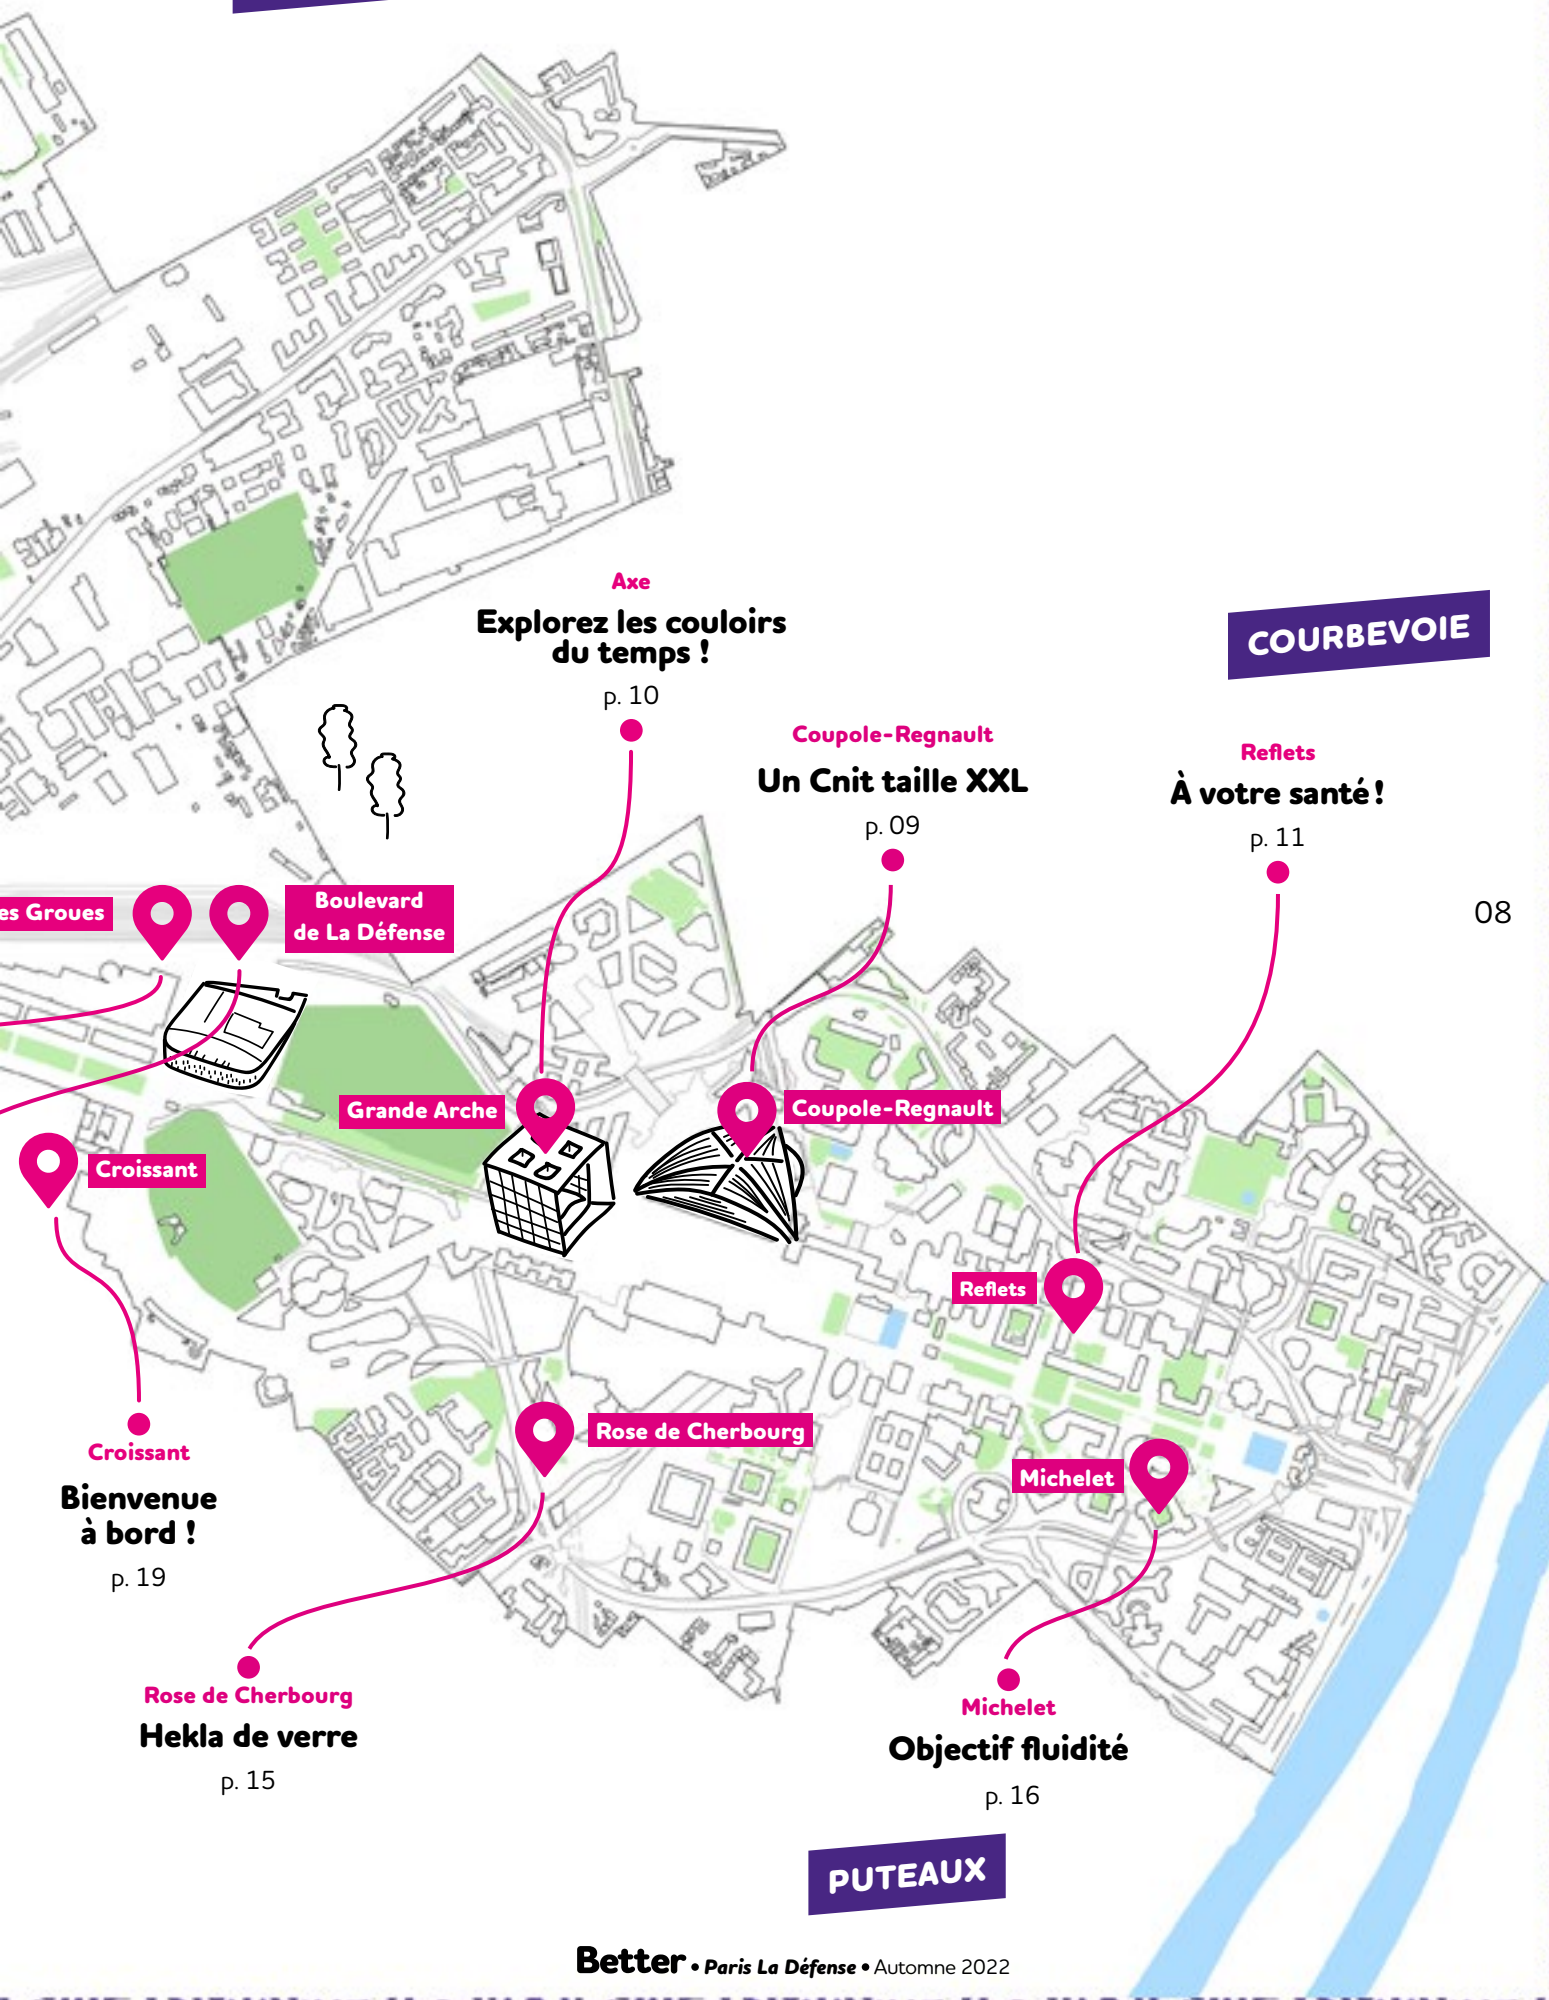 Axe
Explorez les couloirs
du temps !
p. 10
COURBEVOIE
Coupole-Regnault
Un Cnit taille XXL
p. 09
Reflets
À votre santé !
p. 11
08
es Groues
Boulevard
de La Défense
Grande Arche
Coupole-Regnault
Croissant
Reflets
Rose de Cherbourg
Michelet
Croissant
Bienvenue
à bord !
p. 19
Rose de Cherbourg
Hekla de verre
p. 15
Michelet
Objectif fluidité
p. 16
PUTEAUX
Better • Paris La Défense • Automne 2022